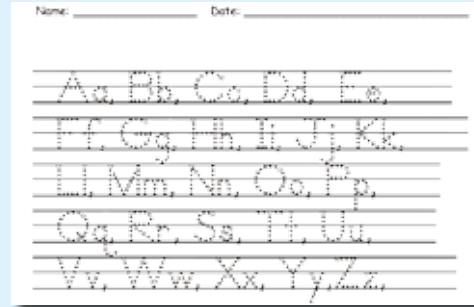 Name: Date:
Aa, Bb, Cc, Dd, Ee,
Ff, Gg, Hh, Ii, Jj, Kk,
Ll, Mm, Nn, Oo, Pp,
Qq, Rr, Ss, Tt, Uu,
Vv, Ww, Xx, Yy, Zz,